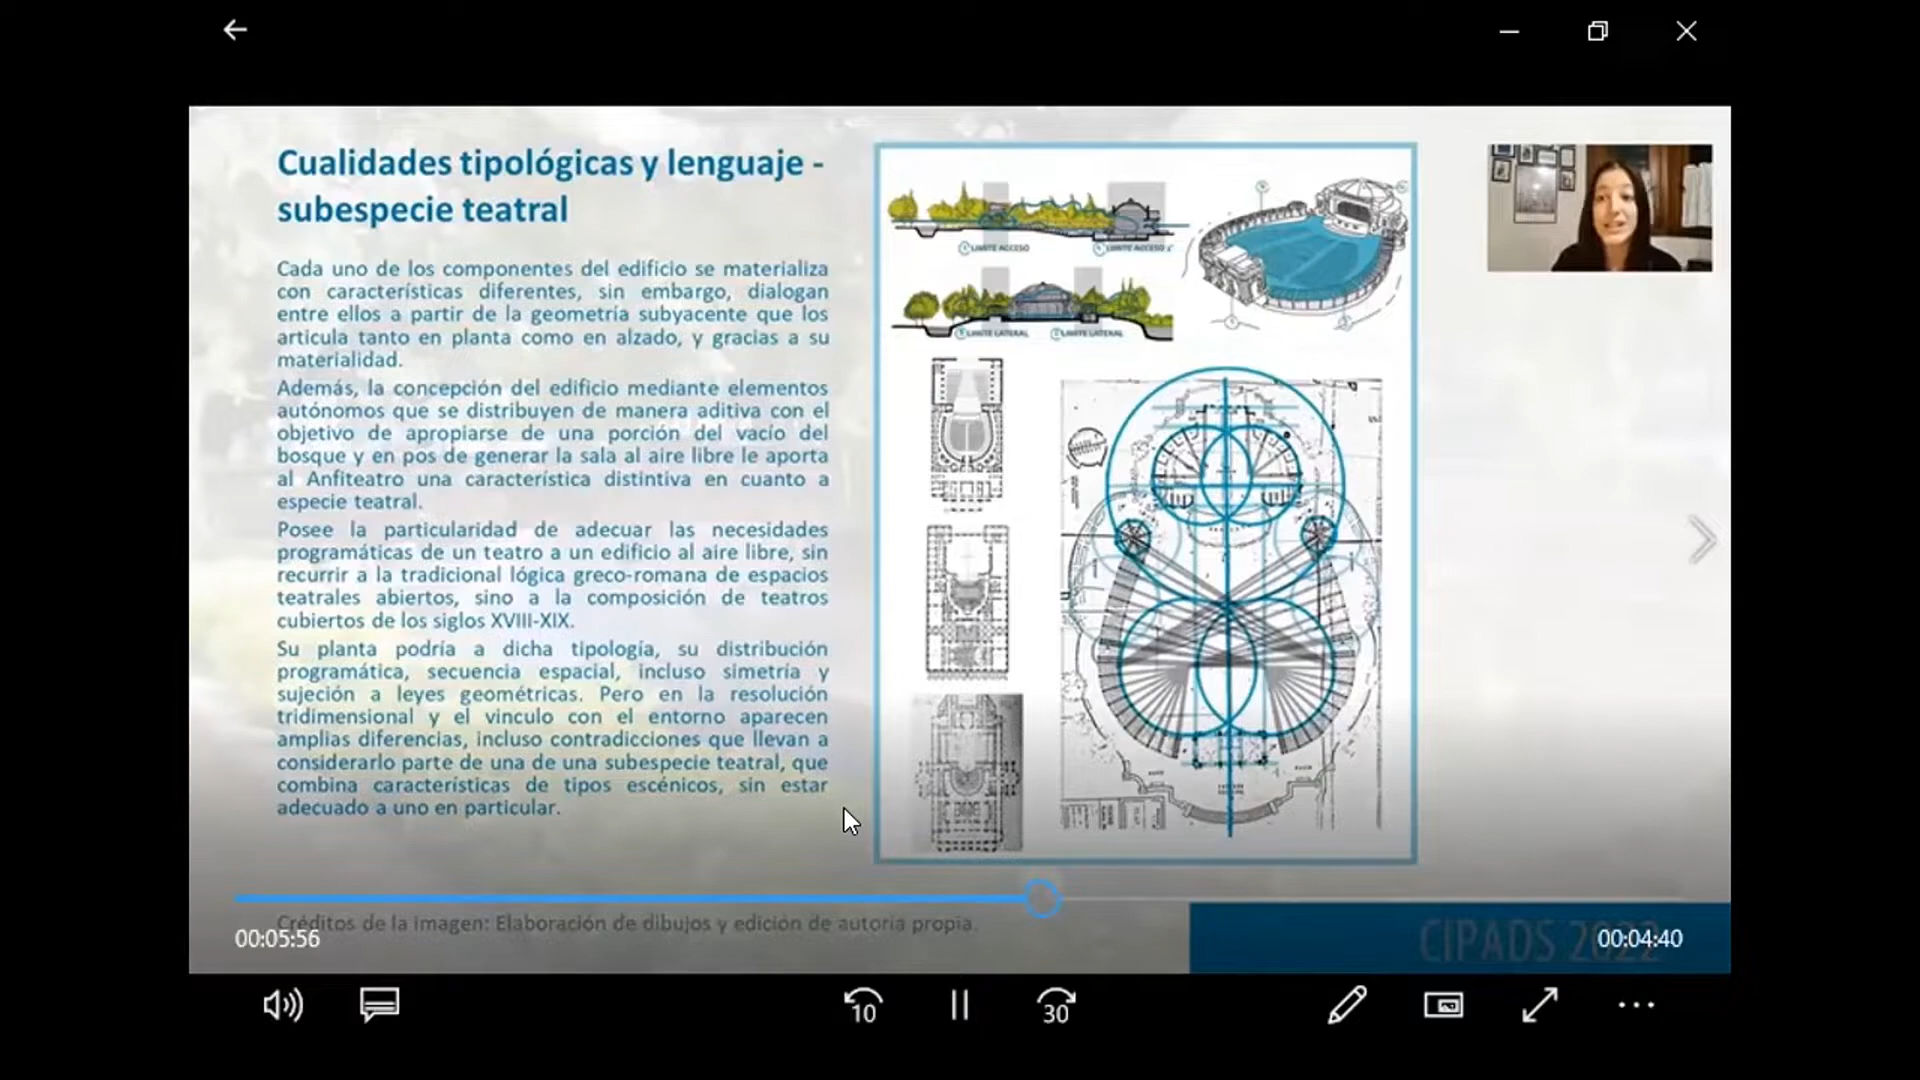 Cualidades tipológicas y lenguaje -
subespecie teatral
Cada uno de los componentes del edificio se materializa
con características diferentes, sin embargo, dialogan
entre ellos a partir de la geometría subyacente que los
articula tanto en planta como en alzado, y gracias a su
materialidad.
Además, la concepción del edificio mediante elementos
autónomos que se distribuyen de manera aditiva con el
objetivo de apropiarse de una porción del vacío del
bosque y en pos de generar la sala al aire libre le aporta
al Anfiteatro una característica distintiva en cuanto a
especie teatral.
Posee la particularidad de adecuar las necesidades
programáticas de un teatro a un edificio al aire libre, sin
recurrir a la tradicional lógica greco-romana de espacios
teatrales abiertos, sino a la composición de teatros
cubiertos de los siglos XVIII-XIX.
Su planta podría a dicha tipología, su distribución
programática, secuencia espacial, incluso simetría y
sujeción a leyes geométricas. Pero en la resolución
tridimensional y el vinculo con el entorno aparecen
amplias diferencias, incluso contradicciones que llevan a
considerarlo parte de una de una subespecie teatral, que
combina características de tipos escénicos, sin estar
adecuado a uno en particular.
LIMITE ACCESO
LIMITE ACCESO
LIMITE LATERAL
LIMITE LATERAL
Créditos de la imagen: Elaboración de dibujos y edición de autoría propia.
CIPADS 2022
00:05:56
00:04:40
10
30